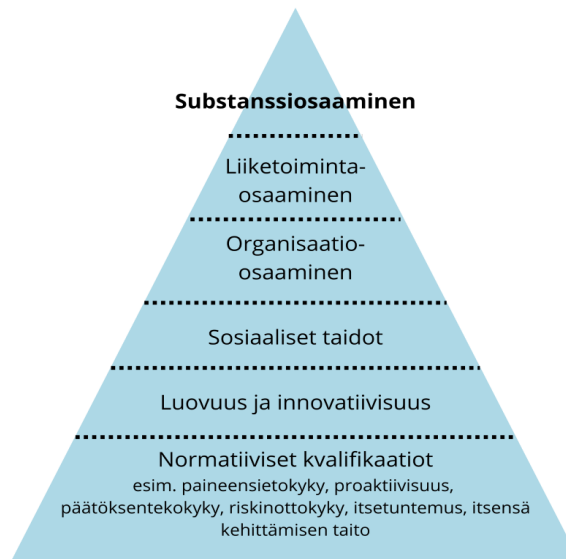 Substanssiosaaminen
Liiketoiminta-
osaaminen
Organisaatio-
osaaminen
Sosiaaliset taidot
Luovuus ja innovatiivisuus
Normatiiviset kvalifikaatiot
esim. paineensietokyky, proaktiivisuus,
päätöksentekokyky, riskinottokyky, itsetuntemus, itsensä
kehittämisen taito